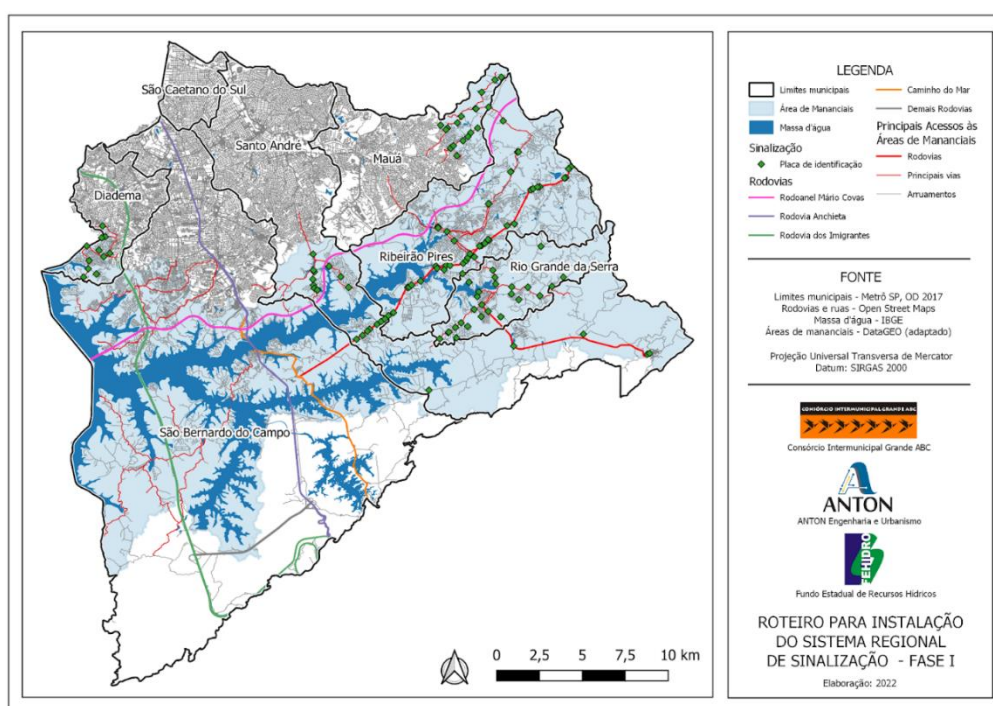 São Caetano do Sul
Santo André
Mauá
Diadema
Ribeirão Pires
Rio Grande da Serra
São Bernardo do Campo
0 2,5 5 7,5 10 km
LEGENDA
Limites municipais
Área de Mananciais
Massa d'água
Sinalização
Placa de identificação
Rodovias
Rodoanel Mário Covas
Rodovia Anchieta
Rodovia dos Imigrantes
Caminho do Mar
Demais Rodovias
Principais Acessos às
Áreas de Mananciais
Rodovias
Principais vias
Arruamentos
FONTE
Limites municipais - Metrô SP, OD 2017
Rodovias e ruas - Open Street Maps
Massa d'água - IBGE
Áreas de mananciais - DataGEO (adaptado)
Projeção Universal Transversa de Mercator
Datum: SIRGAS 2000
CONSÓRCIO INTERMUNICIPAL GRANDE ABC
Consórcio Intermunicipal Grande ABC
ANTON
ANTON Engenharia e Urbanismo
FEHIDRO
Fundo Estadual de Recursos Hídricos
ROTEIRO PARA INSTALAÇÃO
DO SISTEMA REGIONAL
DE SINALIZAÇÃO - FASE I
Elaboração: 2022